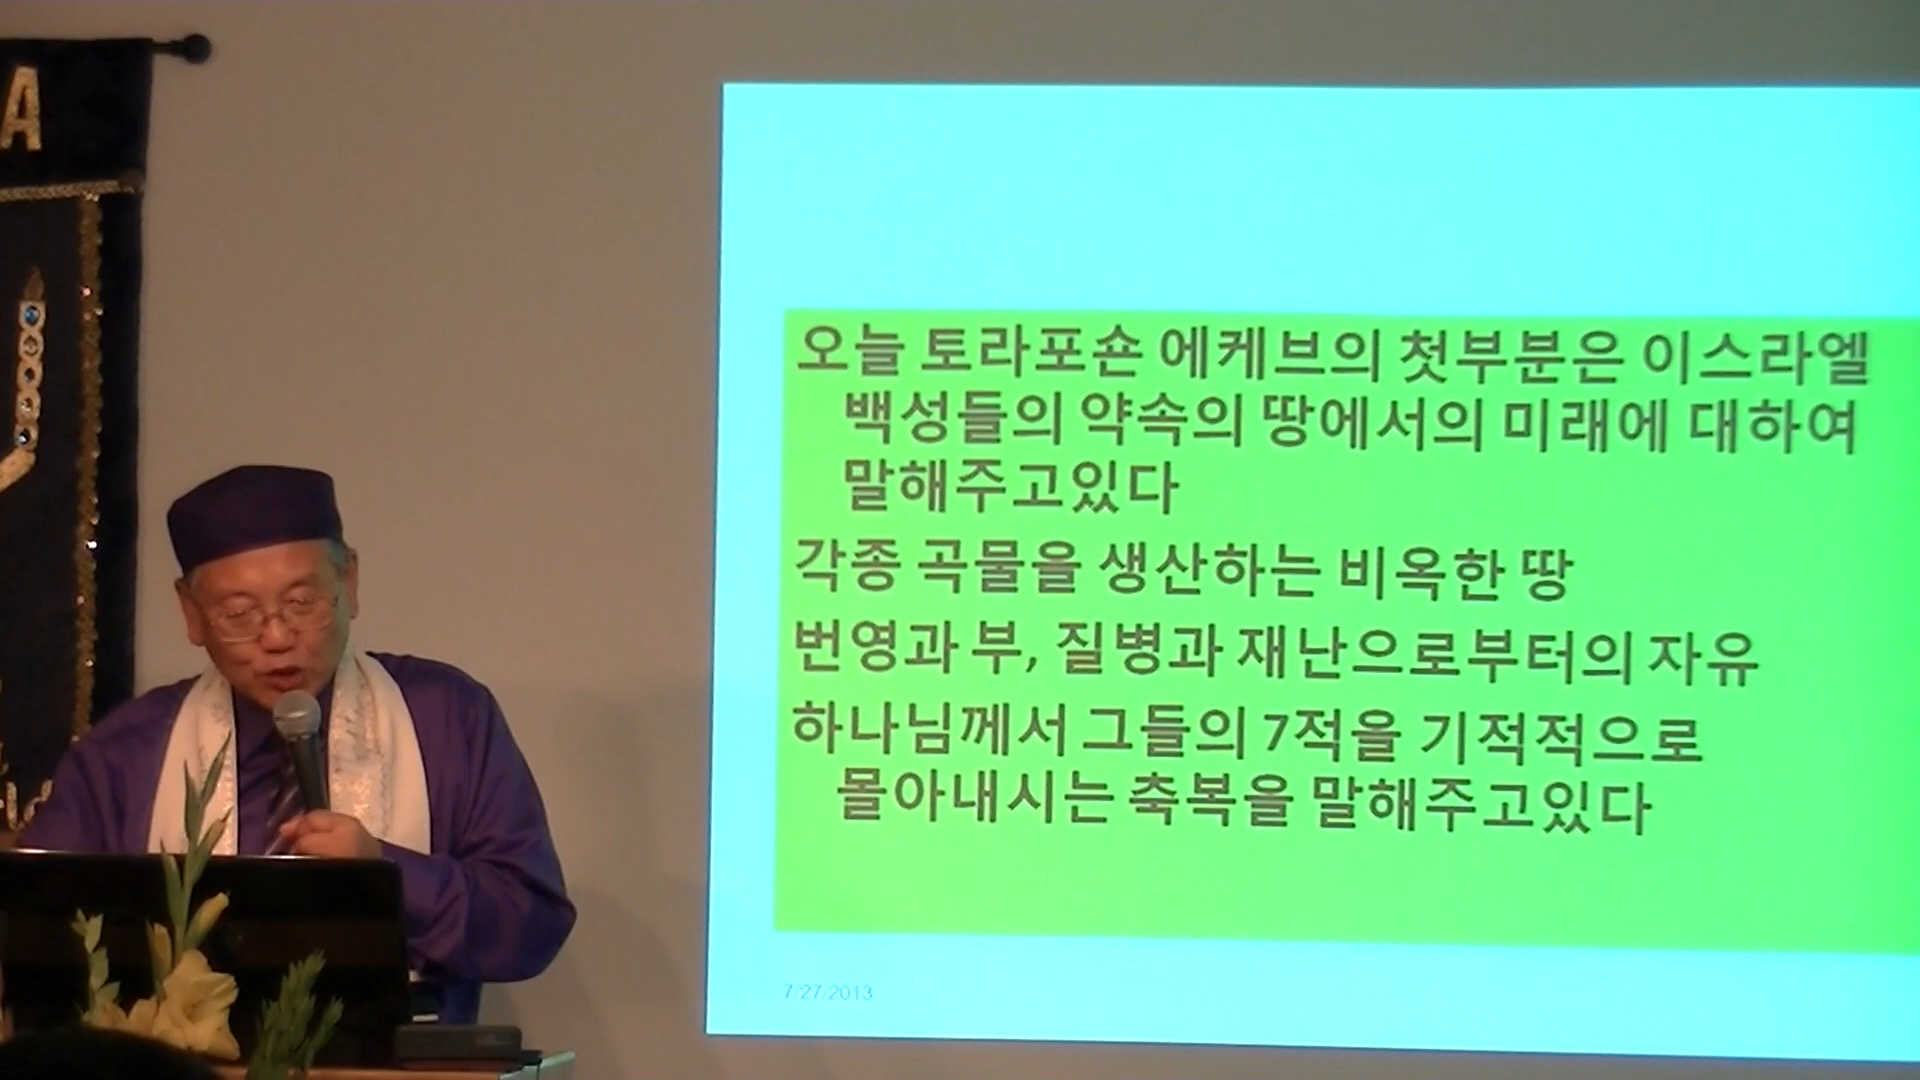 A
오늘 토라포숀 에케브의 첫부분은 이스라엘
백성들의 약속의 땅에서의 미래에 대하여
말해주고있다
각종 곡물을 생산하는 비옥한 땅
번영과 부, 질병과 재난으로부터의 자유
하나님께서 그들의 7적을 기적적으로
몰아내시는 축복을 말해주고있다
7/27/2013